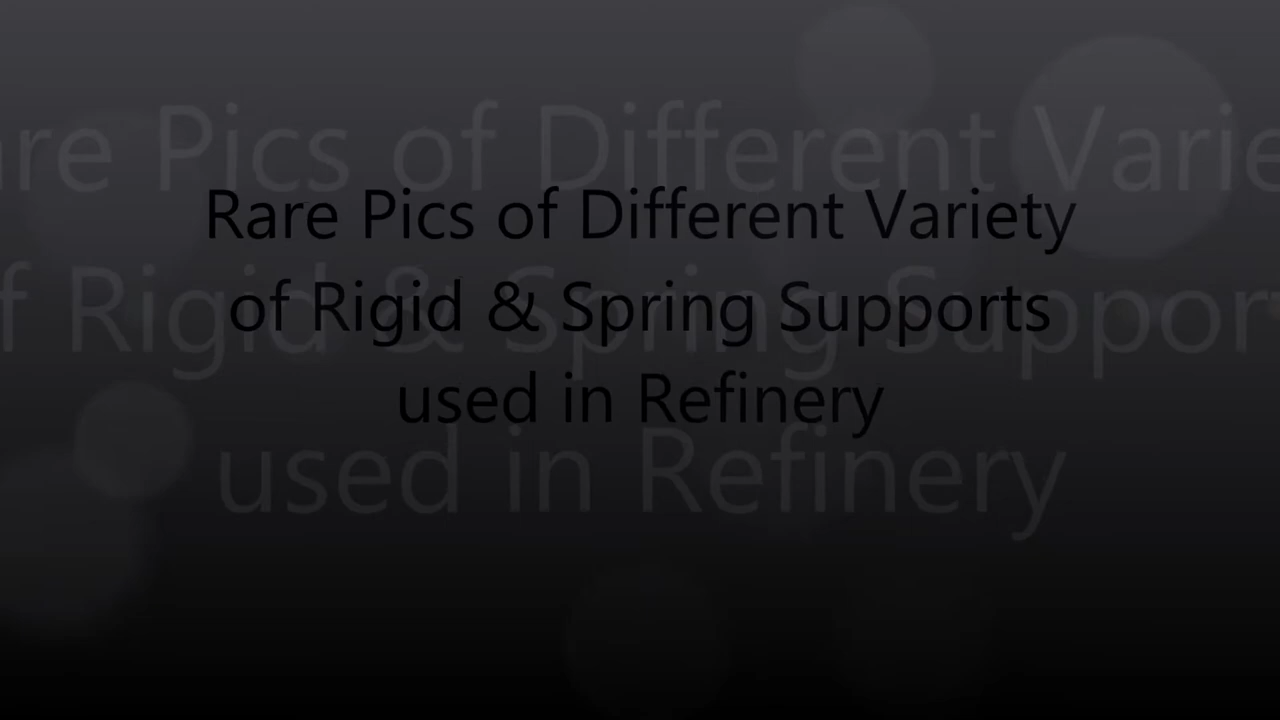 Rare Pics of Different Variety
of Rigid & Spring Supports
used in Refinery